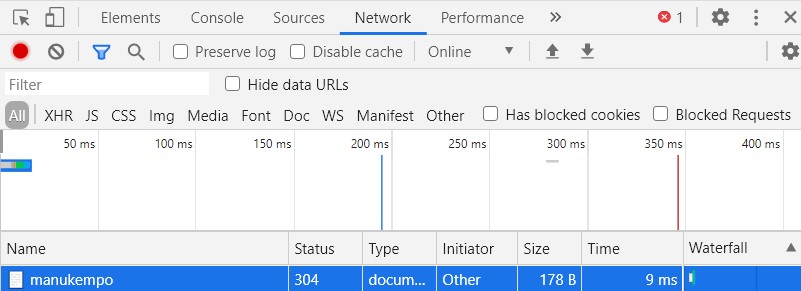 Elements Console Sources Network Performance » 1
Preserve log Disable cache Online
Filter Hide data URLs
All XHR JS CSS Img Media Font Doc WS Manifest Other Has blocked cookies Blocked Requests
50 ms 100 ms 150 ms 200 ms 250 ms 300 ms 350 ms 400 ms
Name Status Type Initiator Size Time Waterfall
manukempo 304 docum... Other 178 B 9 ms